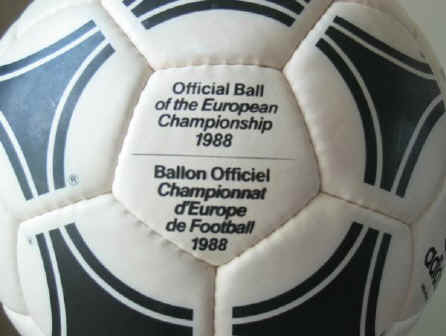 Official Ball
of the European
Championship
1988
Ballon Officiel
Championnat
d'Europe
de Football
1988
®
®